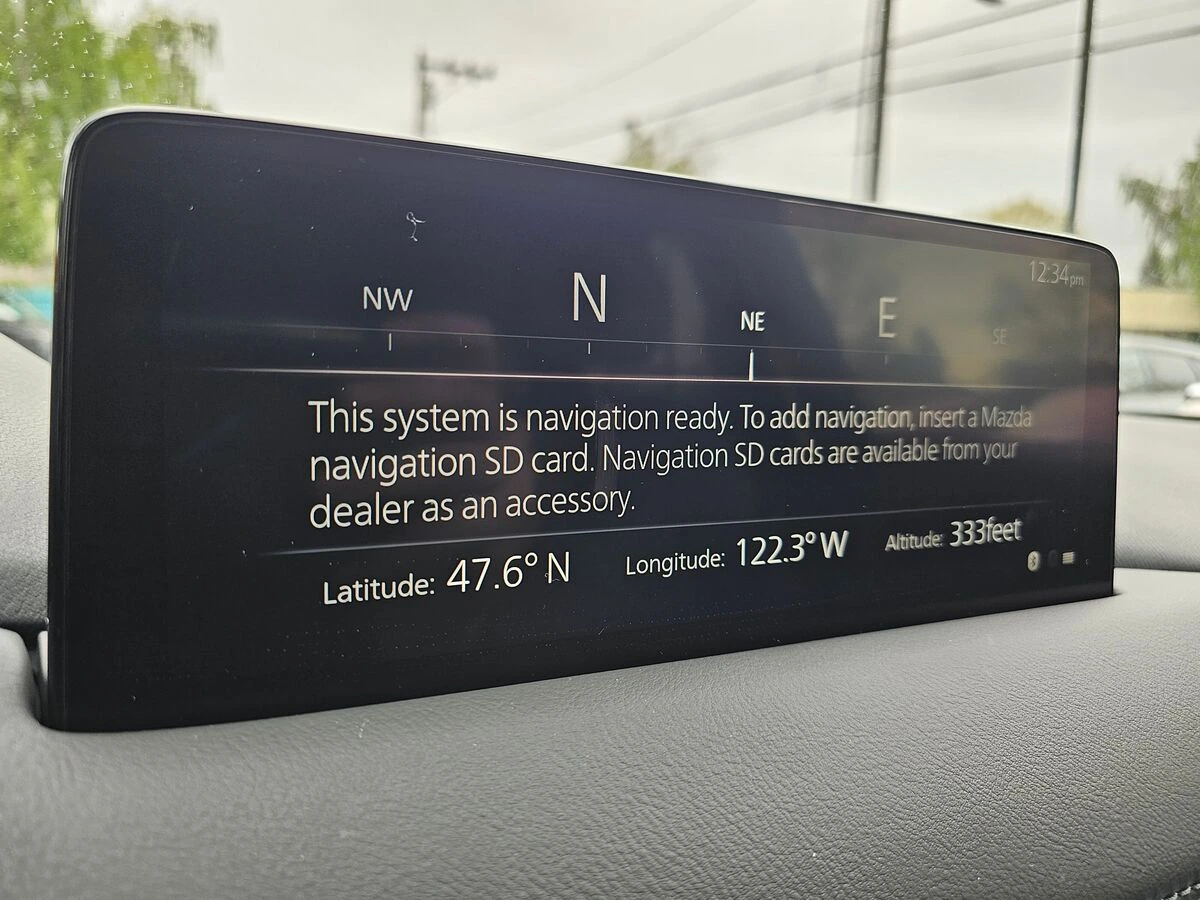 12:34pm
NW N NE E SE
This system is navigation ready. To add navigation, insert a Mazda
navigation SD card. Navigation SD cards are available from your
dealer as an accessory.
Latitude: 47.6° N Longitude: 122.3° W Altitude: 333feet